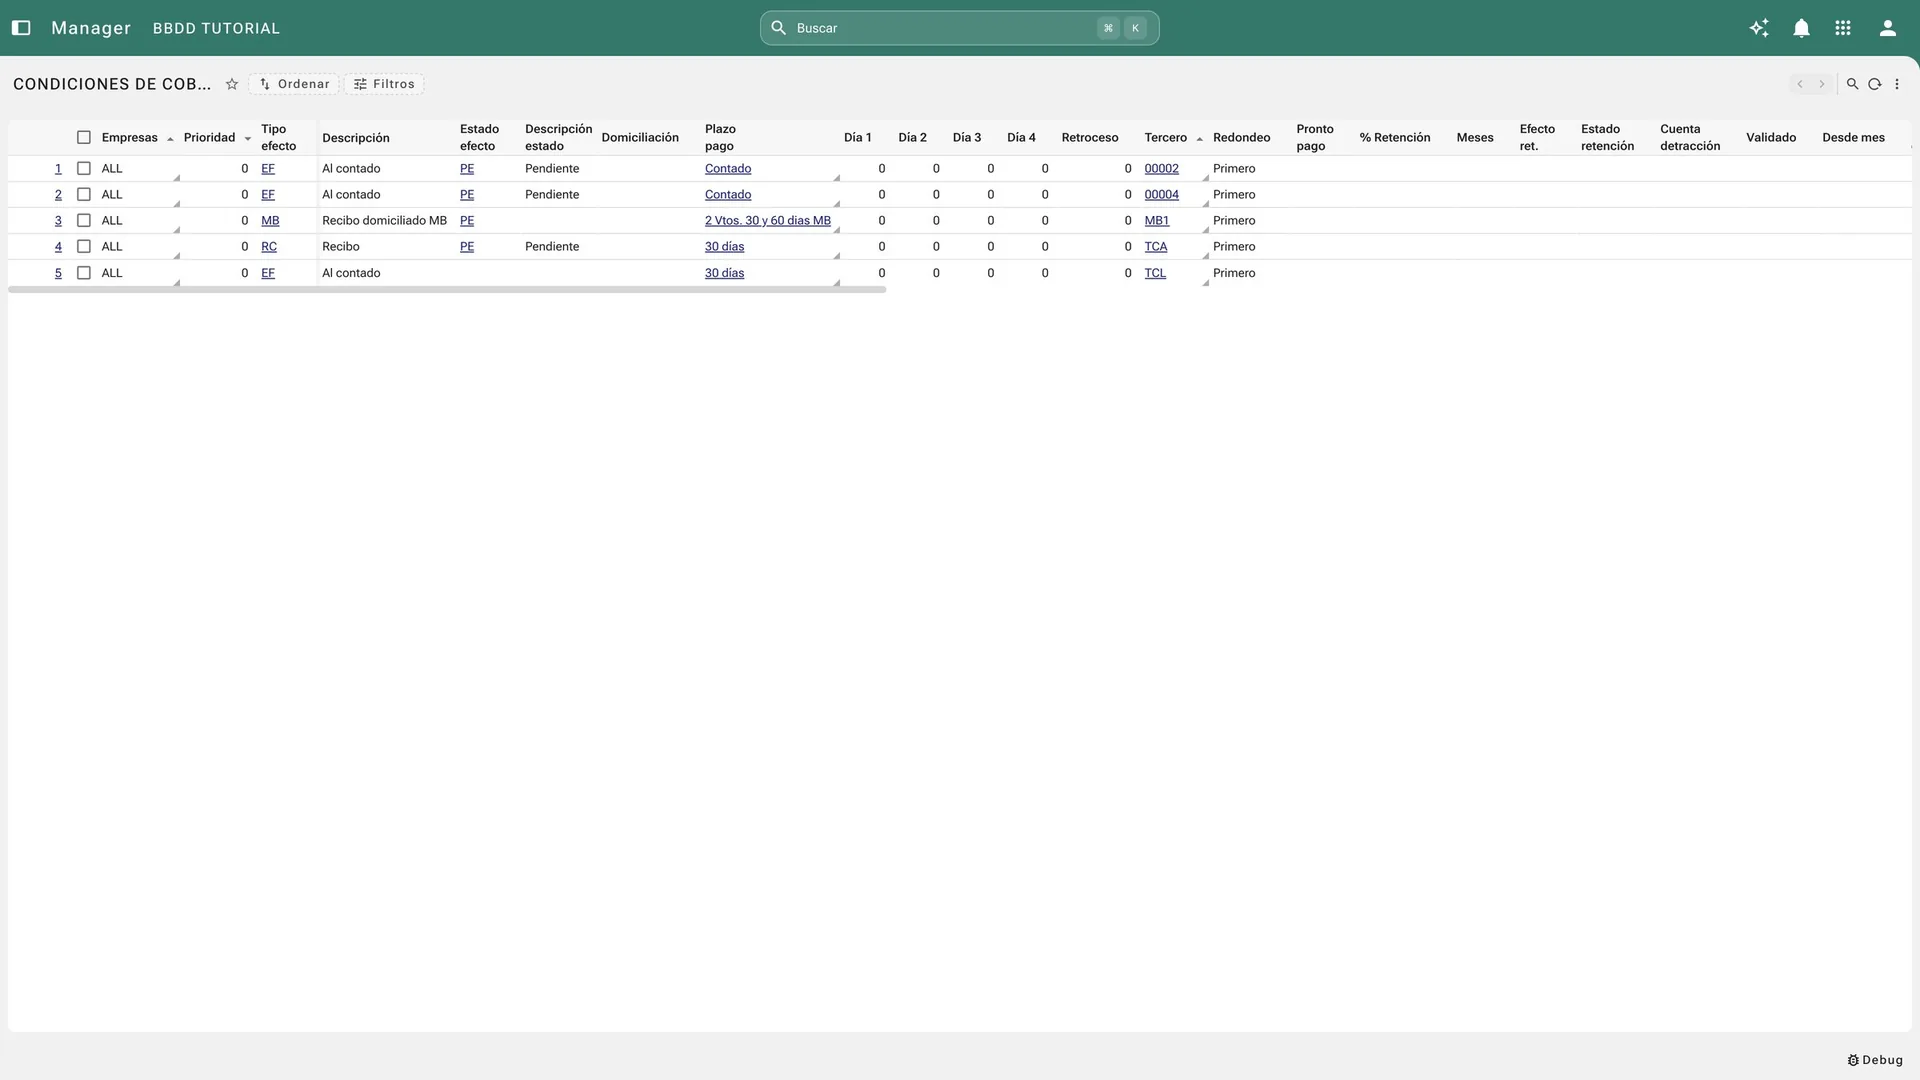 Manager BBDD TUTORIAL Buscar ⌘ K
CONDICIONES DE COB... Ordenar Filtros
Empresas Prioridad Tipo efecto Descripción Estado efecto Descripción estado Domiciliación Plazo pago Día 1 Día 2 Día 3 Día 4 Retroceso Tercero Redondeo Pronto pago % Retención Meses Efecto ret. Estado retención Cuenta detracción Validado Desde mes
1 ALL 0 EF Al contado PE Pendiente Contado 0 0 0 0 0 00002 Primero
2 ALL 0 EF Al contado PE Pendiente Contado 0 0 0 0 0 00004 Primero
3 ALL 0 MB Recibo domiciliado MB PE 2 Vtos. 30 y 60 dias MB 0 0 0 0 0 MB1 Primero
4 ALL 0 RC Recibo PE Pendiente 30 días 0 0 0 0 0 TCA Primero
5 ALL 0 EF Al contado 30 días 0 0 0 0 0 TCL Primero
Debug